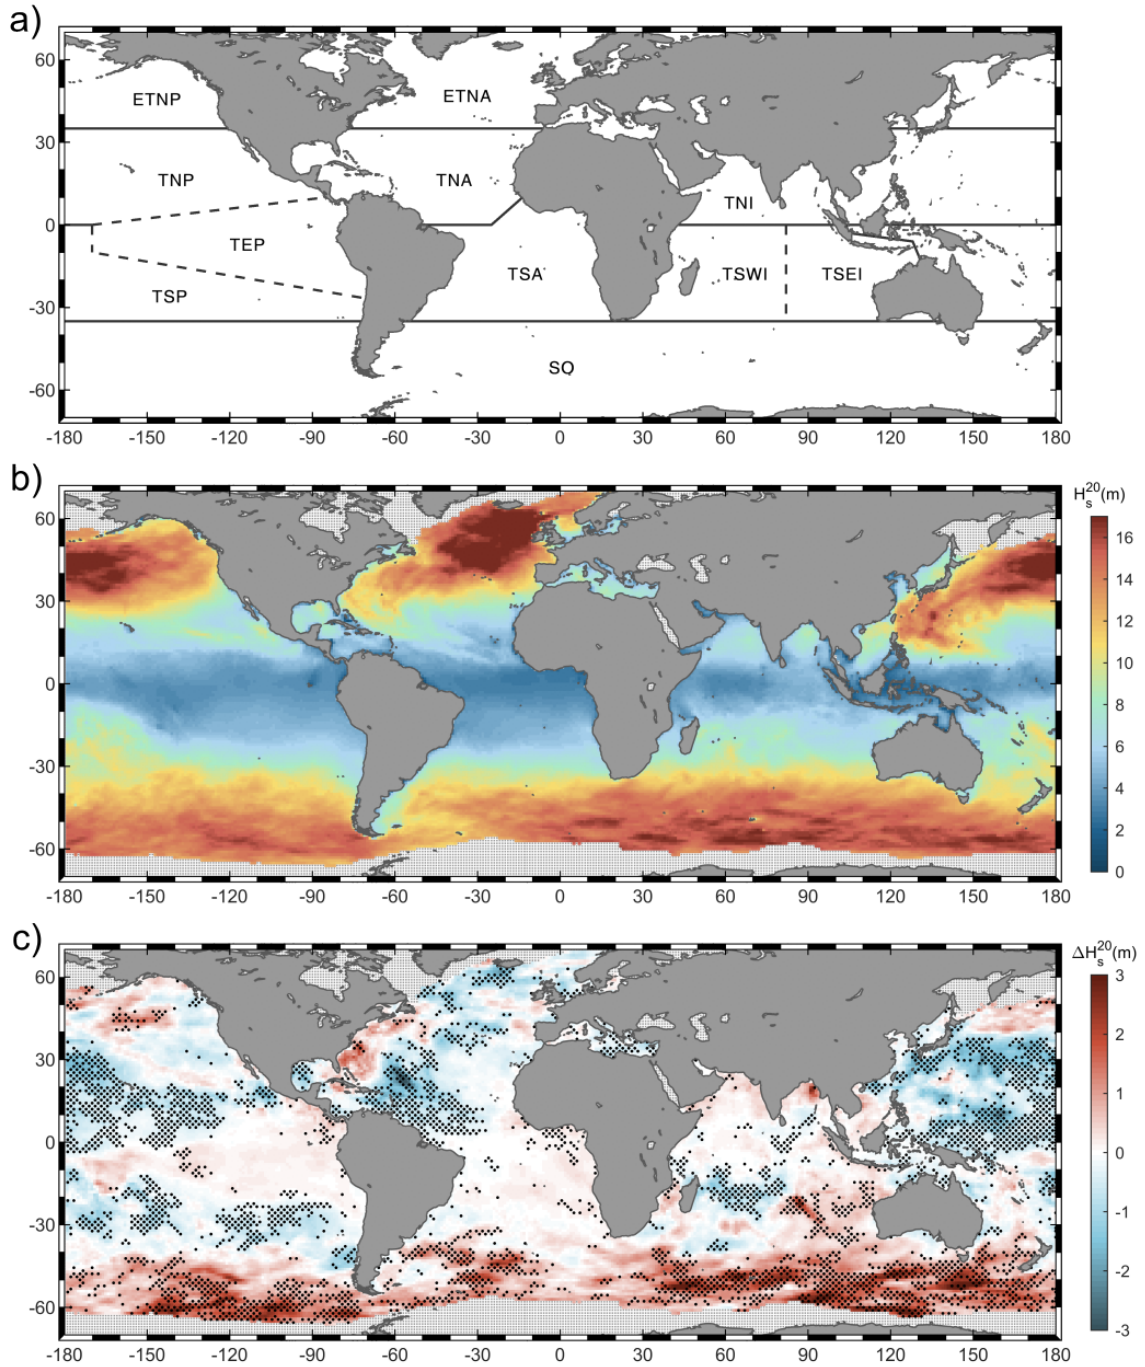 a)
60
30
0
-30
-60
ETNP
ETNA
TNP
TNA
TNI
TEP
TSA
TSWI
TSEI
TSP
SO
-180 -150 -120 -90 -60 -30 0 30 60 90 120 150 180
b)
60
30
0
-30
-60
-180 -150 -120 -90 -60 -30 0 30 60 90 120 150 180
H_s^20(m)
16
14
12
10
8
6
4
2
0
c)
60
30
0
-30
-60
-180 -150 -120 -90 -60 -30 0 30 60 90 120 150 180
ΔH_s^20(m)
3
2
1
0
-1
-2
-3